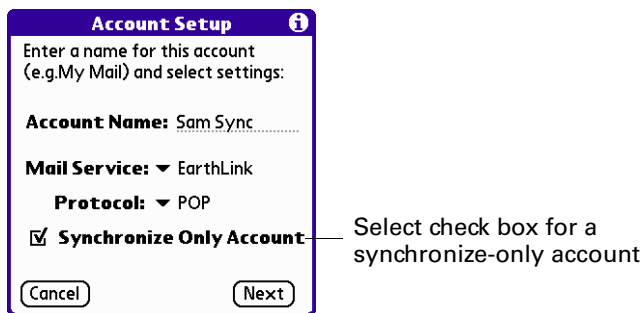 Account Setup
Enter a name for this account
(e.g.My Mail) and select settings:
Account Name: Sam Sync
Mail Service: EarthLink
Protocol: POP
Synchronize Only Account
Select check box for a
synchronize-only account
Cancel Next